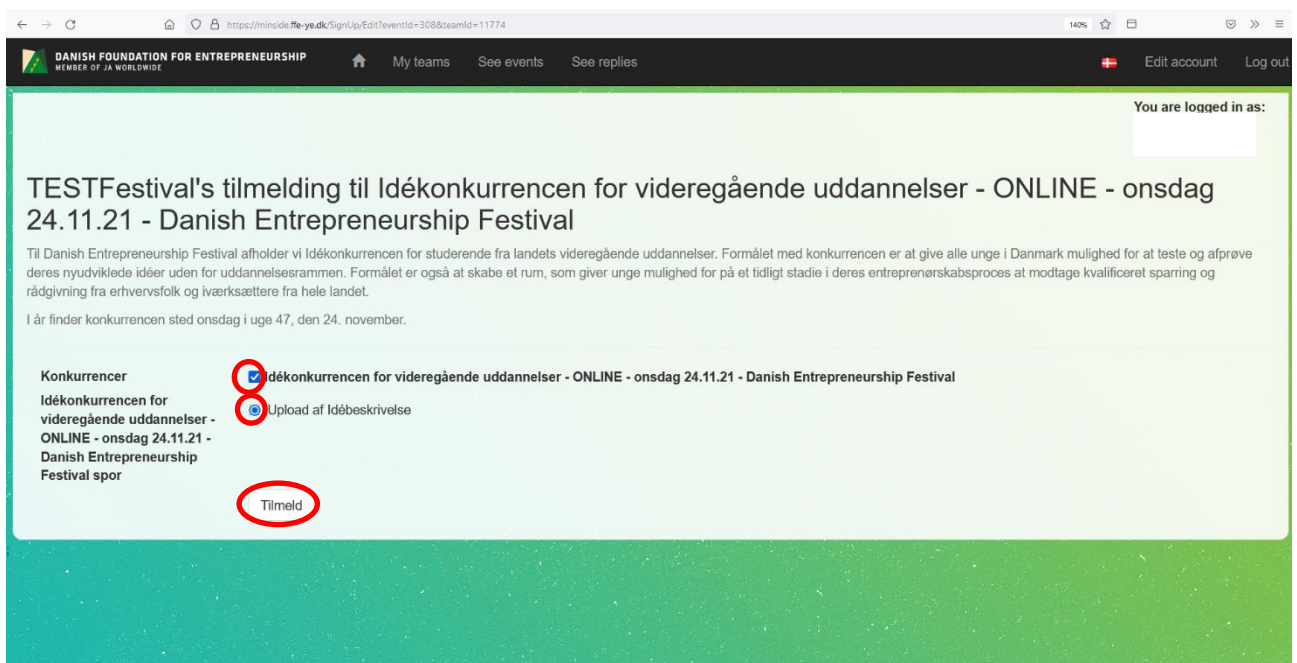 https://minside.ffe-ye.dk/SignUp/Edit?eventId=308&teamId=11774
140%
DANISH FOUNDATION FOR ENTREPRENEURSHIP
MEMBER OF JA WORLDWIDE
My teams
See events
See replies
Edit account
Log out
You are logged in as:
TESTFestival's tilmelding til Idékonkurrencen for videregående uddannelser - ONLINE - onsdag
24.11.21 - Danish Entrepreneurship Festival
Til Danish Entrepreneurship Festival afholder vi Idékonkurrencen for studerende fra landets videregående uddannelser. Formålet med konkurrencen er at give alle unge i Danmark mulighed for at teste og afprøve
deres nyudviklede idéer uden for uddannelsesrammen. Formålet er også at skabe et rum, som giver unge mulighed for på et tidligt stadie i deres entreprenørskabsproces at modtage kvalificeret sparring og
rådgivning fra erhvervsfolk og iværksættere fra hele landet.
I år finder konkurrencen sted onsdag i uge 47, den 24. november.
Konkurrencer
Idékonkurrencen for videregående uddannelser - ONLINE - onsdag 24.11.21 - Danish Entrepreneurship Festival
Idékonkurrencen for
videregående uddannelser -
ONLINE - onsdag 24.11.21 -
Danish Entrepreneurship
Festival spor
Upload af Idébeskrivelse
Tilmeld